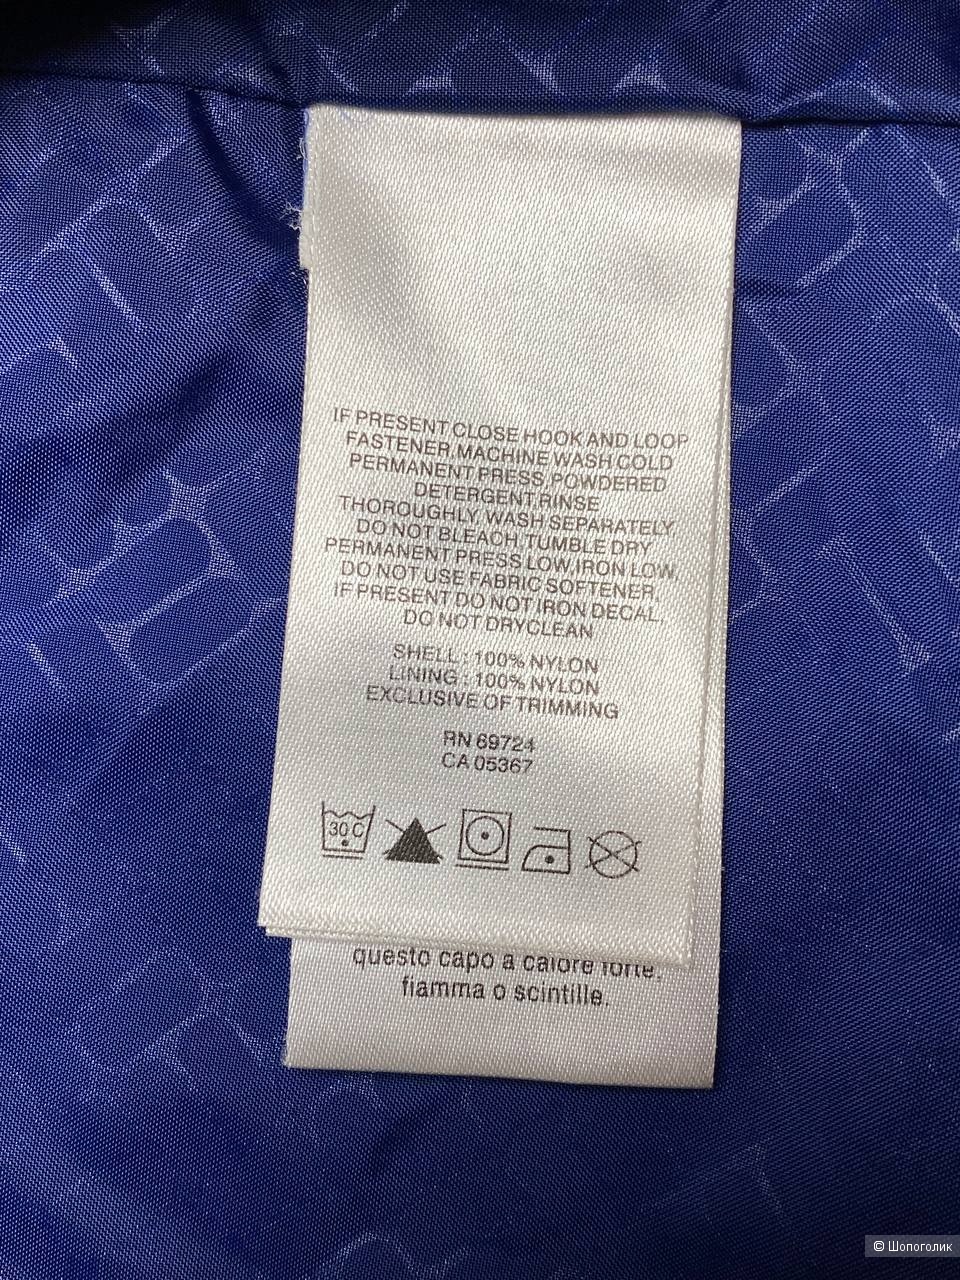 IF PRESENT CLOSE HOOK AND LOOP
FASTENER,MACHINE WASH COLD
PERMANENT PRESS,POWDERED
DETERGENT,RINSE
THOROUGHLY, WASH SEPARATELY,
DO NOT BLEACH,TUMBLE DRY
PERMANENT PRESS LOW,IRON LOW,
DO NOT USE FABRIC SOFTENER,
IF PRESENT DO NOT IRON DECAL,
DO NOT DRYCLEAN
SHELL : 100% NYLON
LINING : 100% NYLON
EXCLUSIVE OF TRIMMING
RN 69724
CA 05367
30 C
questo capo a calore forte,
fiamma o scintille.
© Шопоголик